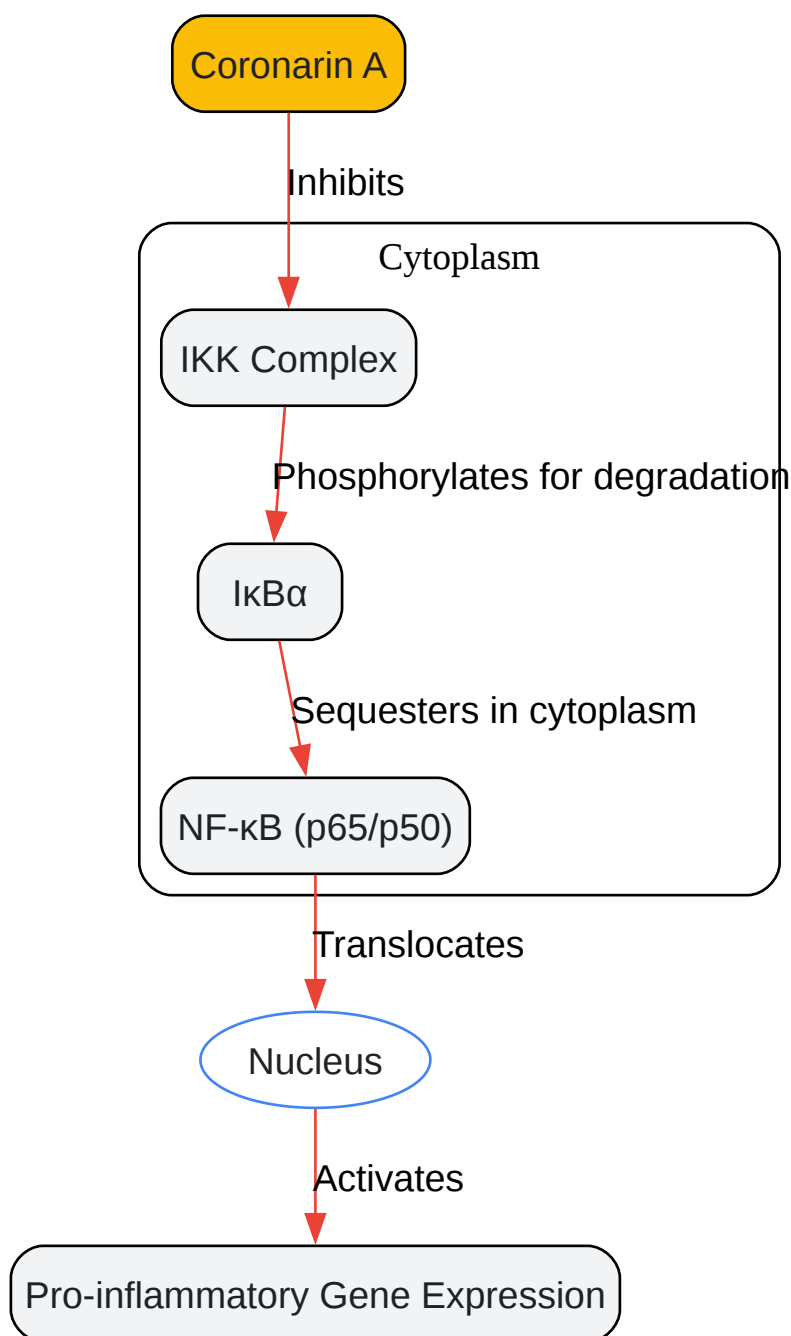 Coronarin A
Inhibits
Cytoplasm
IKK Complex
Phosphorylates for degradation
IκBα
Sequesters in cytoplasm
NF-κB (p65/p50)
Translocates
Nucleus
Activates
Pro-inflammatory Gene Expression